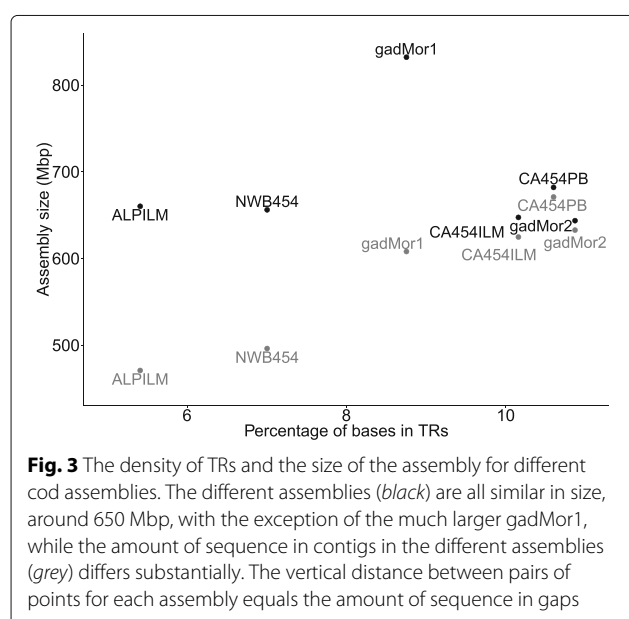 gadMor1
800
700
CA454PB
NWB454
CA454PB
ALPILM
CA454ILM
gadMor2
gadMor1
gadMor2
600
CA454ILM
500
NWB454
ALPILM
Assembly size (Mbp)
6
8
10
Percentage of bases in TRs
Fig. 3 The density of TRs and the size of the assembly for different
cod assemblies. The different assemblies (black) are all similar in size,
around 650 Mbp, with the exception of the much larger gadMor1,
while the amount of sequence in contigs in the different assemblies
(grey) differs substantially. The vertical distance between pairs of
points for each assembly equals the amount of sequence in gaps